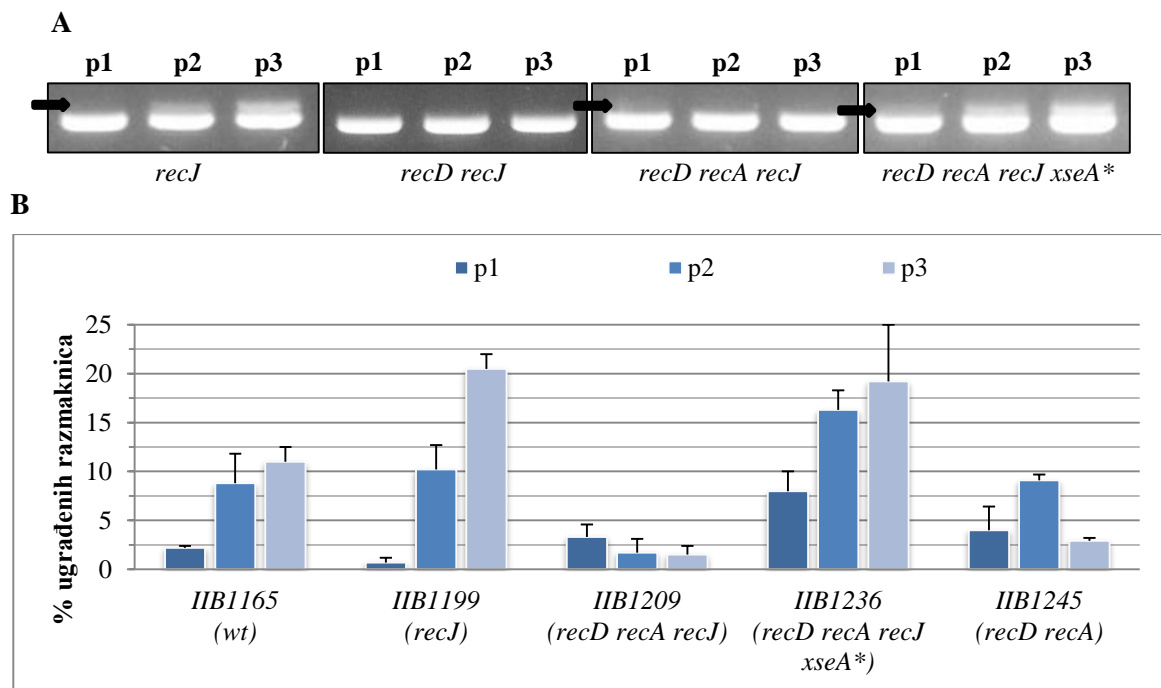 A
p1 p2 p3 p1 p2 p3 p1 p2 p3 p1 p2 p3
recJ recD recJ recD recA recJ recD recA recJ xseA*
B
p1 p2 p3
% ugrađenih razmaknica
25
20
15
10
5
0
IIB1165 IIB1199 IIB1209 IIB1236 IIB1245
(wt) (recJ) (recD recA recJ) (recD recA recJ (recD recA)
xseA*)